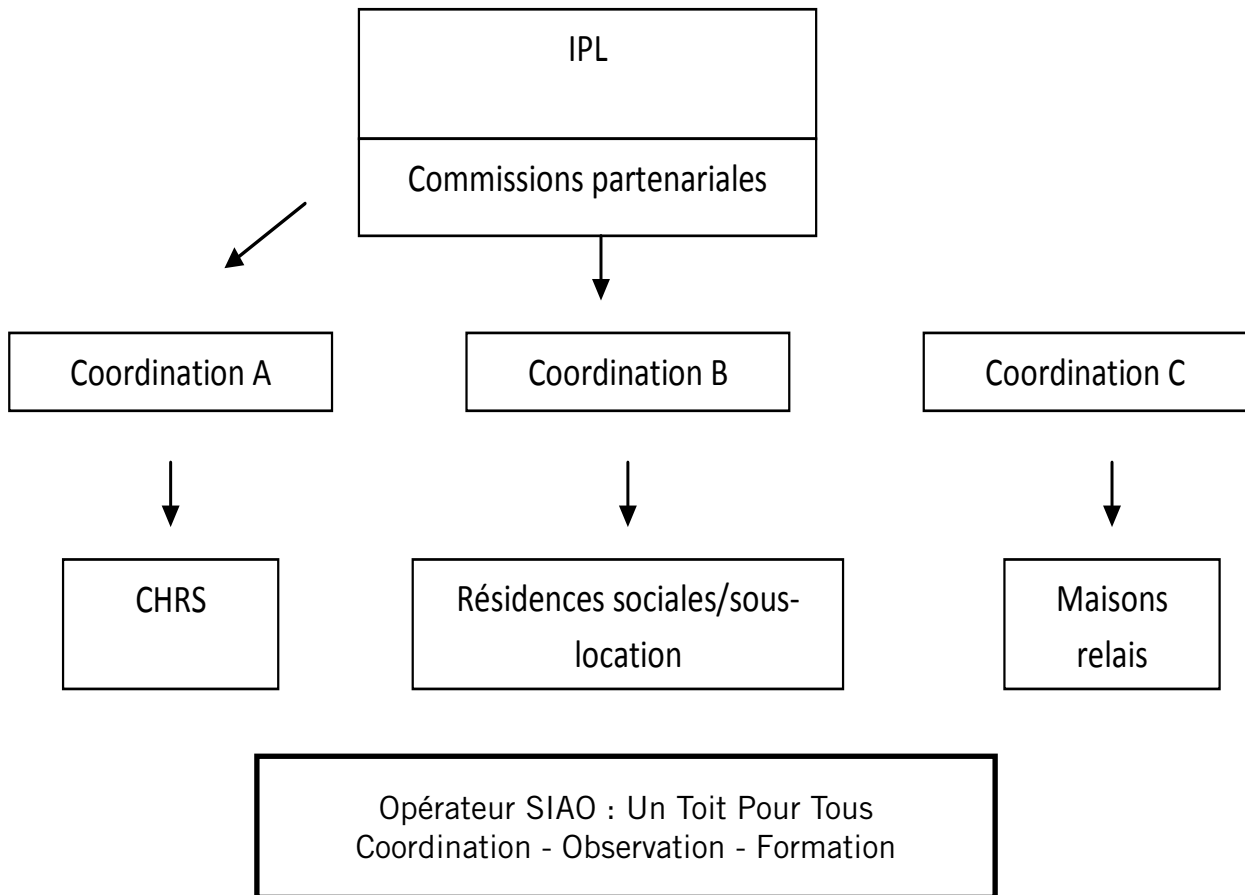 IPL
Commissions partenariales
Coordination A
Coordination B
Coordination C
CHRS
Résidences sociales/sous-
location
Maisons
relais
Opérateur SIAO : Un Toit Pour Tous
Coordination - Observation - Formation